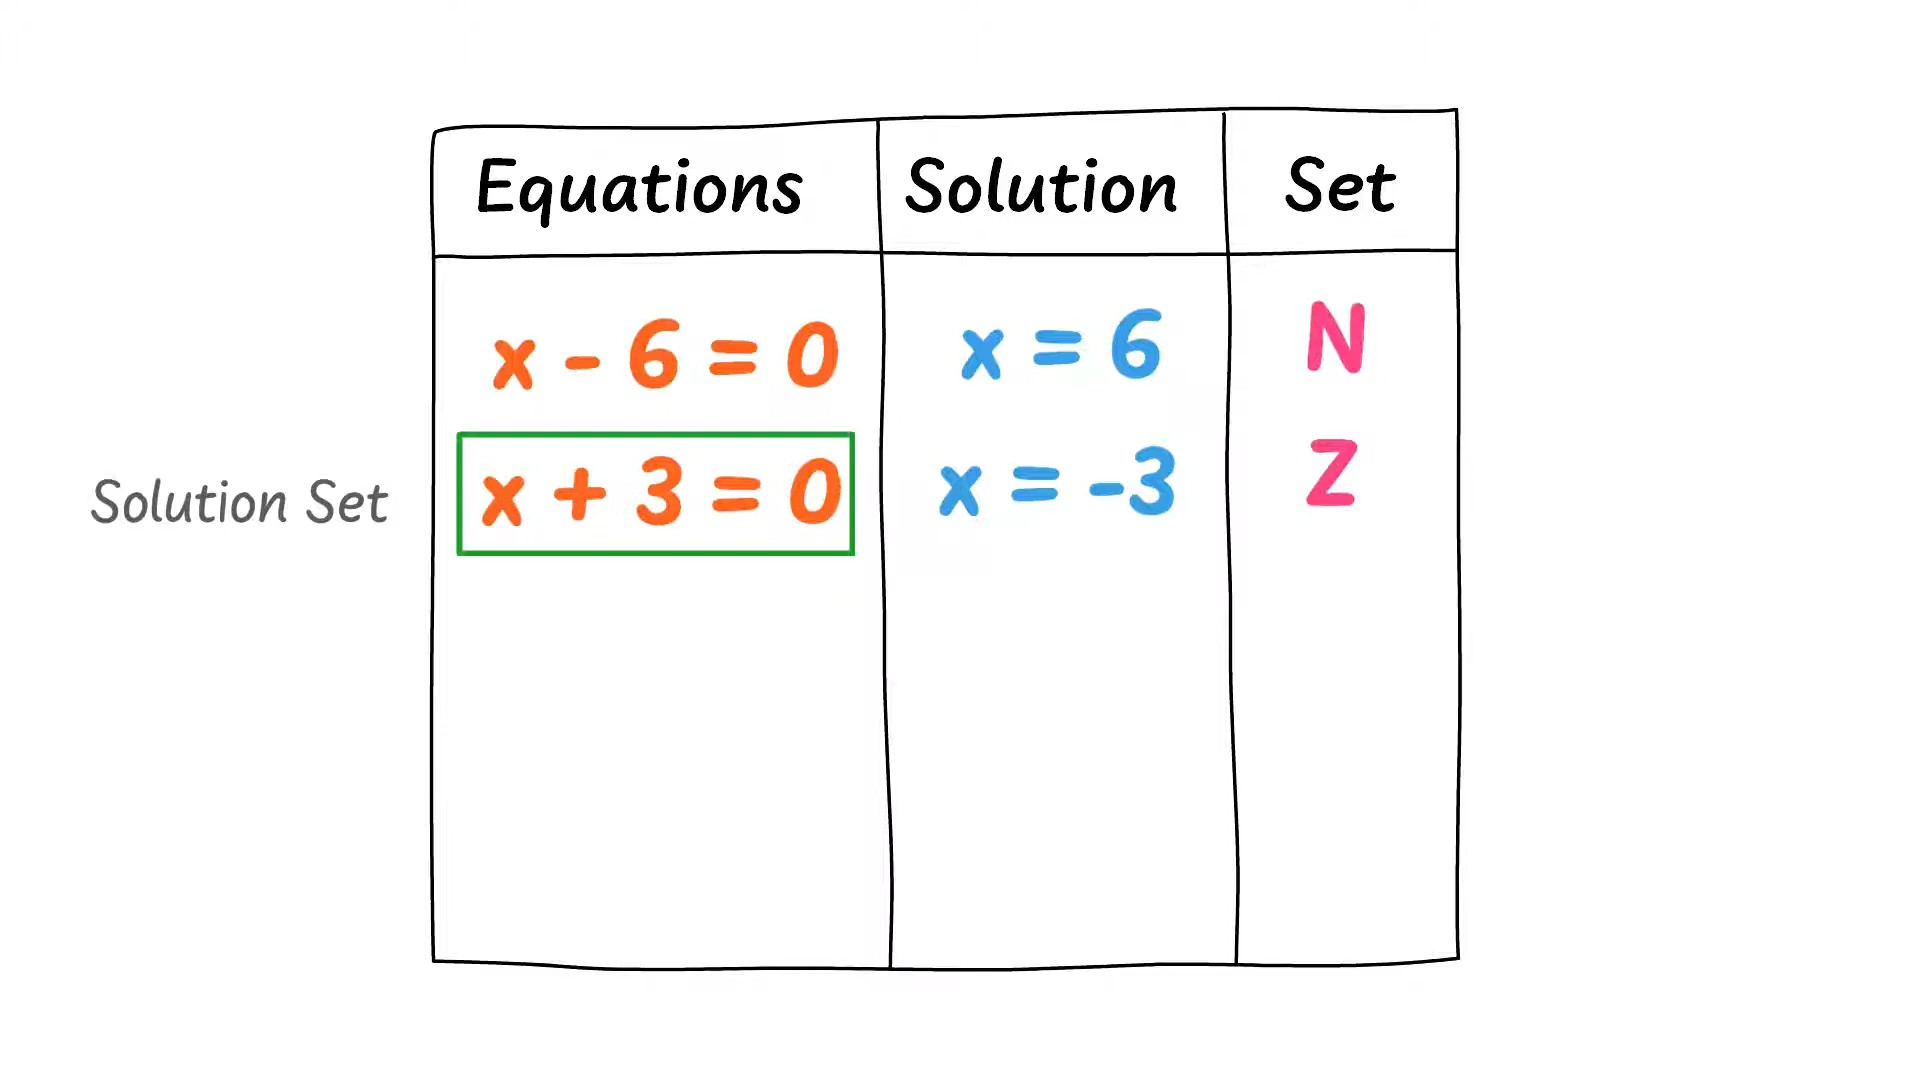 Equations Solution Set
x - 6 = 0 x = 6 N
x + 3 = 0 x = -3 Z
Solution Set